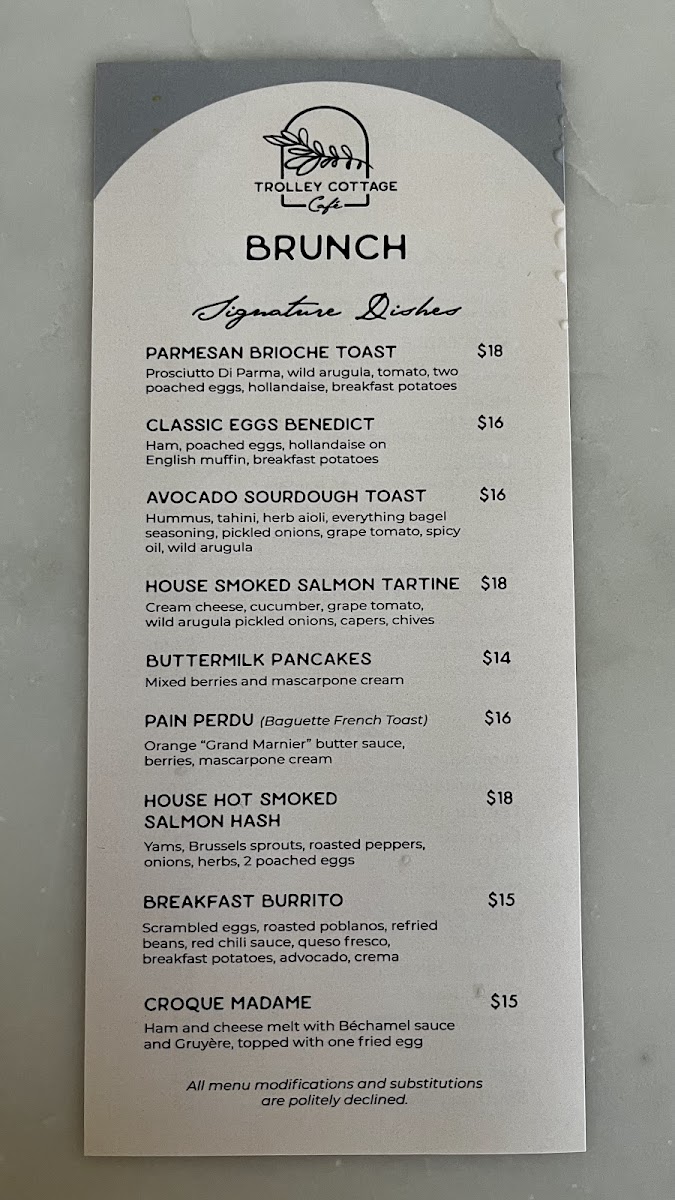 TROLLEY COTTAGE
Café
BRUNCH
Signature Dishes
PARMESAN BRIOCHE TOAST $18
Prosciutto Di Parma, wild arugula, tomato, two
poached eggs, hollandaise, breakfast potatoes
CLASSIC EGGS BENEDICT $16
Ham, poached eggs, hollandaise on
English muffin, breakfast potatoes
AVOCADO SOURDOUGH TOAST $16
Hummus, tahini, herb aioli, everything bagel
seasoning, pickled onions, grape tomato, spicy
oil, wild arugula
HOUSE SMOKED SALMON TARTINE $18
Cream cheese, cucumber, grape tomato,
wild arugula pickled onions, capers, chives
BUTTERMILK PANCAKES $14
Mixed berries and mascarpone cream
PAIN PERDU (Baguette French Toast) $16
Orange “Grand Marnier” butter sauce,
berries, mascarpone cream
HOUSE HOT SMOKED $18
SALMON HASH
Yams, Brussels sprouts, roasted peppers,
onions, herbs, 2 poached eggs
BREAKFAST BURRITO $15
Scrambled eggs, roasted poblanos, refried
beans, red chili sauce, queso fresco,
breakfast potatoes, advocado, crema
CROQUE MADAME $15
Ham and cheese melt with Béchamel sauce
and Gruyère, topped with one fried egg
All menu modifications and substitutions
are politely declined.